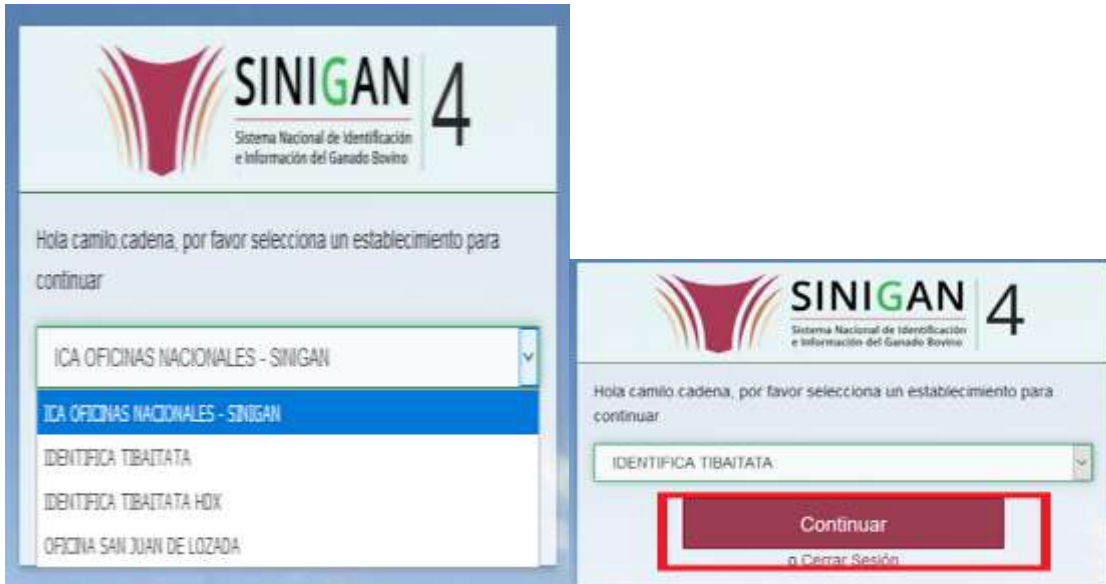 SINIGAN 4
Sistema Nacional de Identificación
e Información del Ganado Bovino
Hola camilo.cadena, por favor selecciona un establecimiento para
continuar
ICA OFICINAS NACIONALES - SINIGAN
ICA OFICINAS NACIONALES - SINIGAN
IDENTIFICA TIBAITATA
IDENTIFICA TIBAITATA HDX
OFICINA SAN JUAN DE LOZADA
SINIGAN 4
Sistema Nacional de Identificación
e Información del Ganado Bovino
Hola camilo.cadena, por favor selecciona un establecimiento para
continuar
IDENTIFICA TIBAITATA
Continuar
o Cerrar Sesión